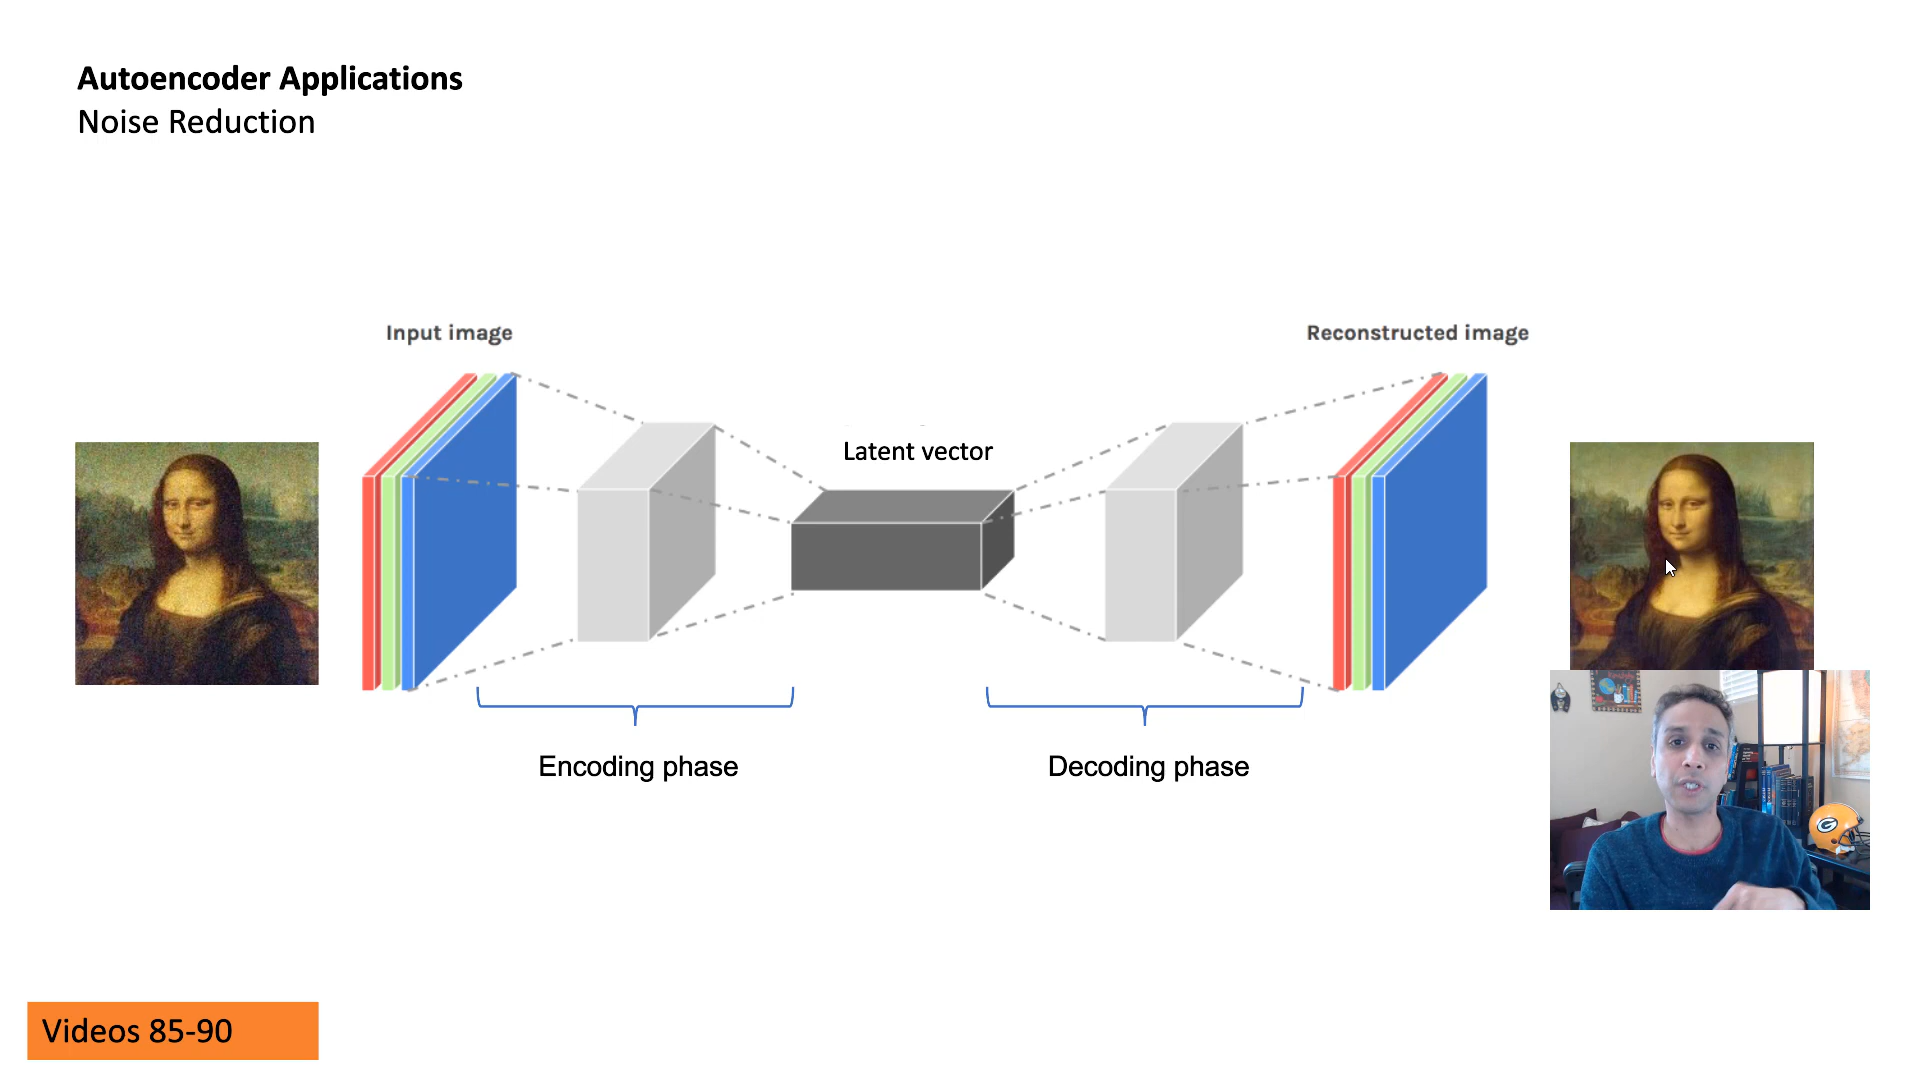 Autoencoder Applications
Noise Reduction
Input image
Reconstructed image
Latent vector
Encoding phase
Decoding phase
G
Videos 85-90